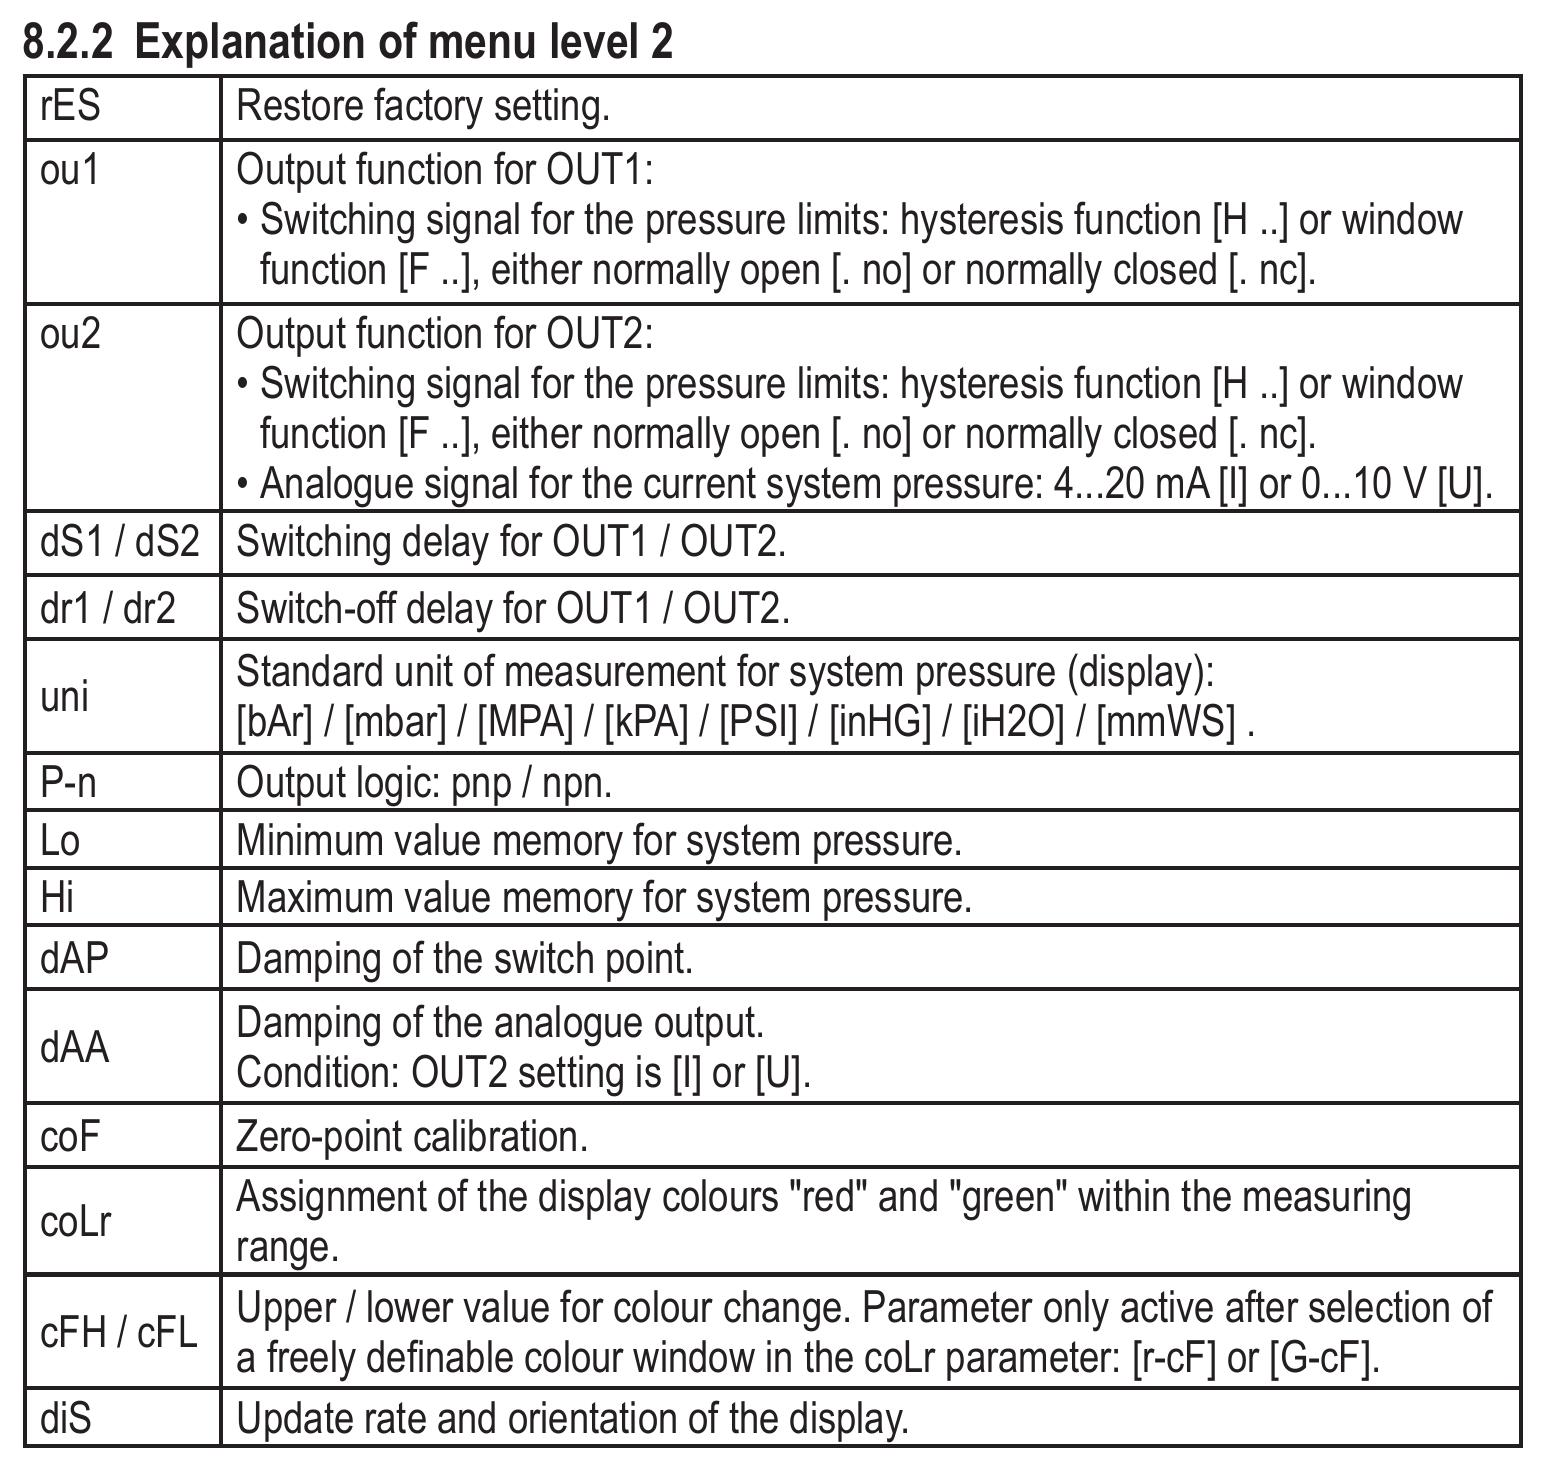 8.2.2 Explanation of menu level 2
rES Restore factory setting.
ou1 Output function for OUT1:
• Switching signal for the pressure limits: hysteresis function [H ..] or window
function [F ..], either normally open [. no] or normally closed [. nc].
ou2 Output function for OUT2:
• Switching signal for the pressure limits: hysteresis function [H ..] or window
function [F ..], either normally open [. no] or normally closed [. nc].
• Analogue signal for the current system pressure: 4...20 mA [I] or 0...10 V [U].
dS1 / dS2 Switching delay for OUT1 / OUT2.
dr1 / dr2 Switch-off delay for OUT1 / OUT2.
uni Standard unit of measurement for system pressure (display):
[bAr] / [mbar] / [MPA] / [kPA] / [PSI] / [inHG] / [iH2O] / [mmWS] .
P-n Output logic: pnp / npn.
Lo Minimum value memory for system pressure.
Hi Maximum value memory for system pressure.
dAP Damping of the switch point.
dAA Damping of the analogue output.
Condition: OUT2 setting is [I] or [U].
coF Zero-point calibration.
coLr Assignment of the display colours "red" and "green" within the measuring
range.
cFH / cFL Upper / lower value for colour change. Parameter only active after selection of
a freely definable colour window in the coLr parameter: [r-cF] or [G-cF].
diS Update rate and orientation of the display.